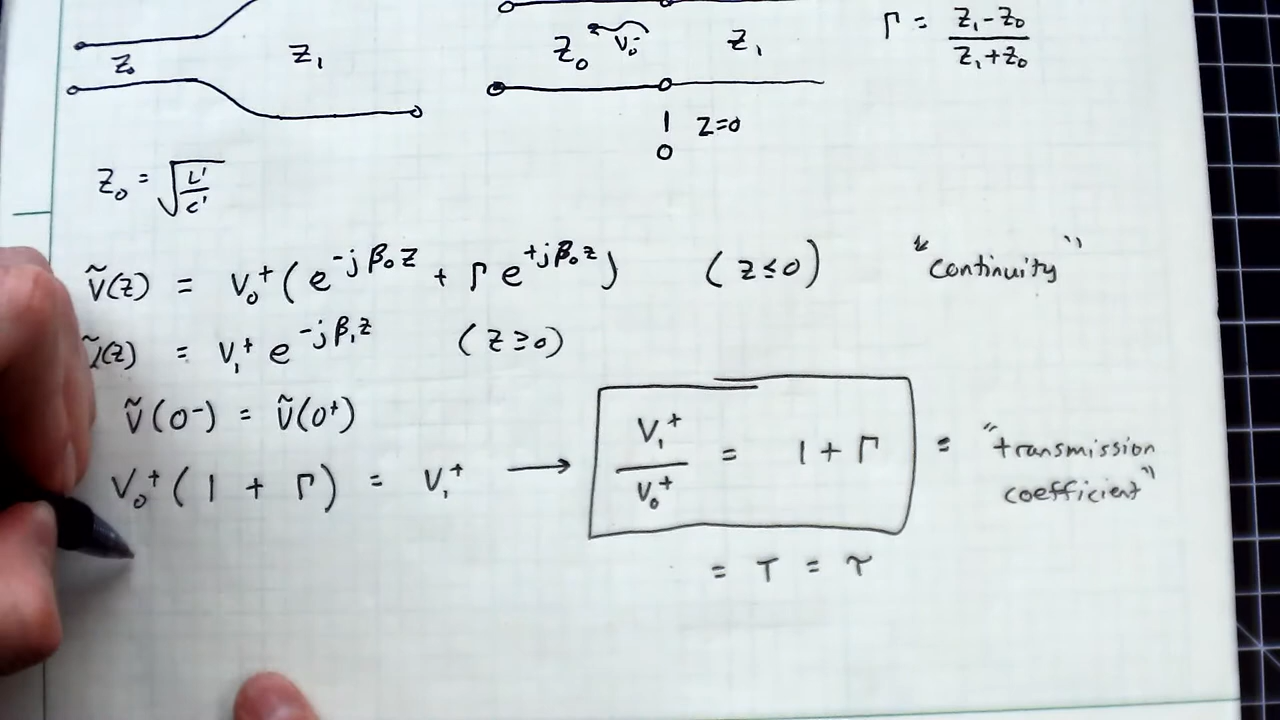 Z₀ Z₁
Z₀ V₀⁻ Z₁
Γ = (Z₁ - Z₀)/(Z₁ + Z₀)
| z=0
0
Z₀ = √(L'/C')
Ṽ(z) = V₀⁺ ( e^{-jβ₀z} + Γ e^{+jβ₀z} ) (z ≤ 0) "continuity"
(z) = V₁⁺ e^{-jβ₁z} (z ≥ 0)
Ṽ(0⁻) = Ṽ(0⁺)
V₀⁺ ( 1 + Γ ) = V₁⁺ → V₁⁺/V₀⁺ = 1 + Γ = "transmission
coefficient"
= T = τ